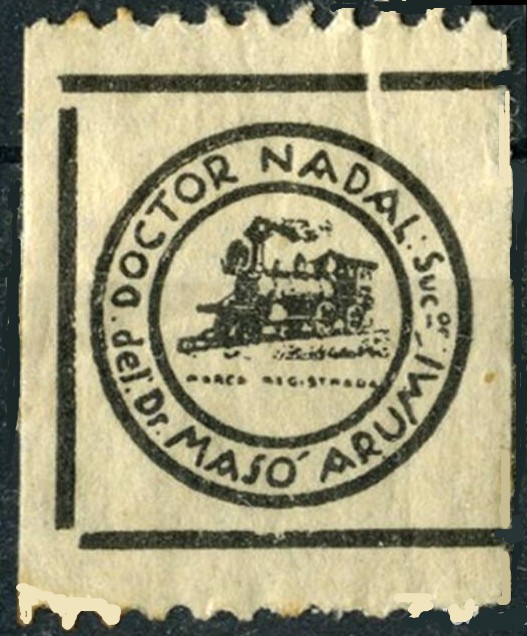 DOCTOR NADAL: Sucor.
del. Dr. MASÓ ARUMÍ
MARCA REGISTRADA